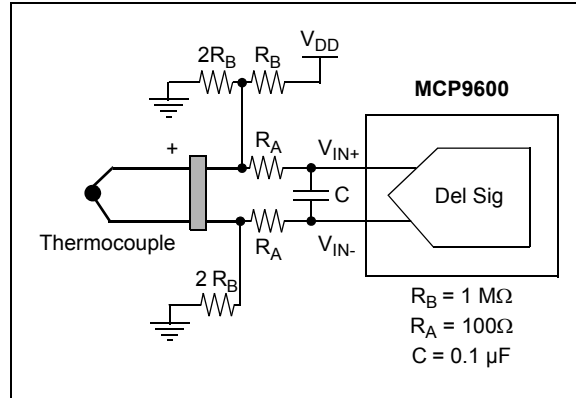 2R_B R_B V_DD
MCP9600
+ R_A V_IN+
C Del Sig
Thermocouple R_A V_IN-
2 R_B
R_B = 1 MΩ
R_A = 100Ω
C = 0.1 µF